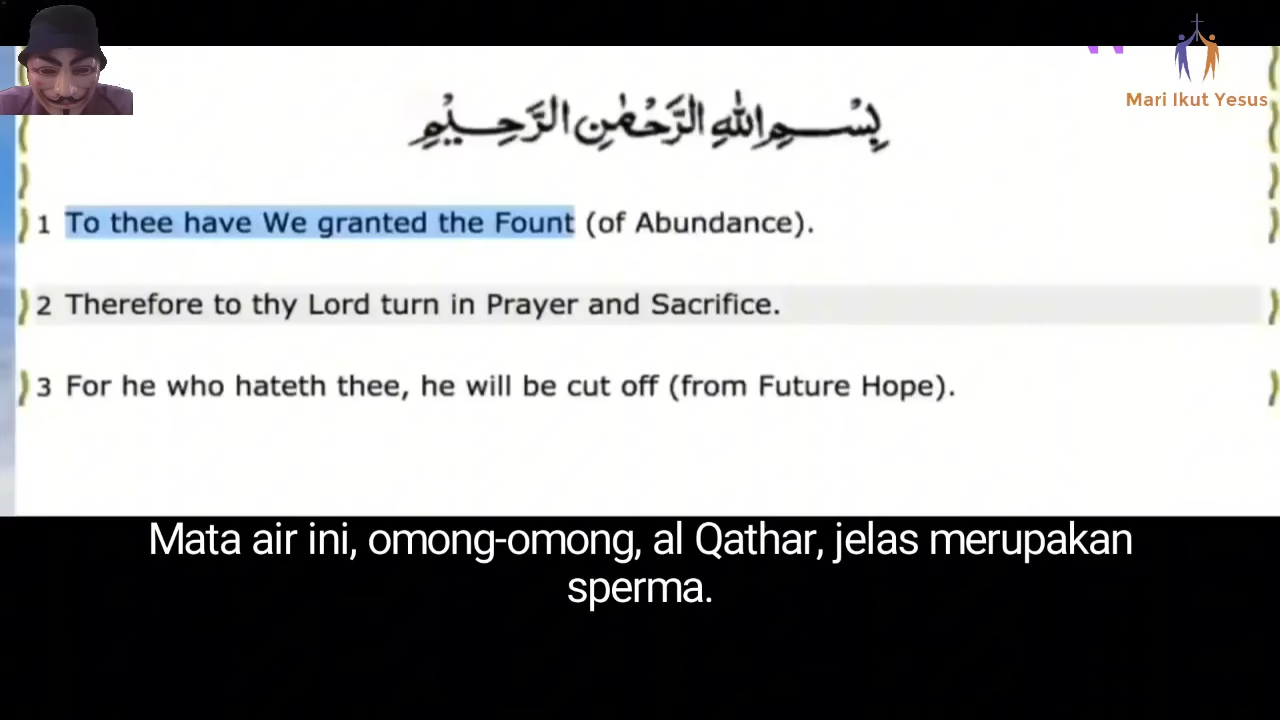 Mari Ikut Yesus
بِسْمِ اللهِ الرَّحْمٰنِ الرَّحِيْمِ
1 To thee have We granted the Fount (of Abundance).
2 Therefore to thy Lord turn in Prayer and Sacrifice.
3 For he who hateth thee, he will be cut off (from Future Hope).
Mata air ini, omong-omong, al Qathar, jelas merupakan
sperma.